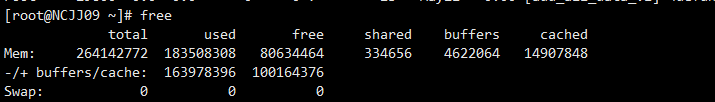 [root@NCJJ09 ~]# free
total used free shared buffers cached
Mem: 264142772 183508308 80634464 334656 4622064 14907848
-/+ buffers/cache: 163978396 100164376
Swap: 0 0 0